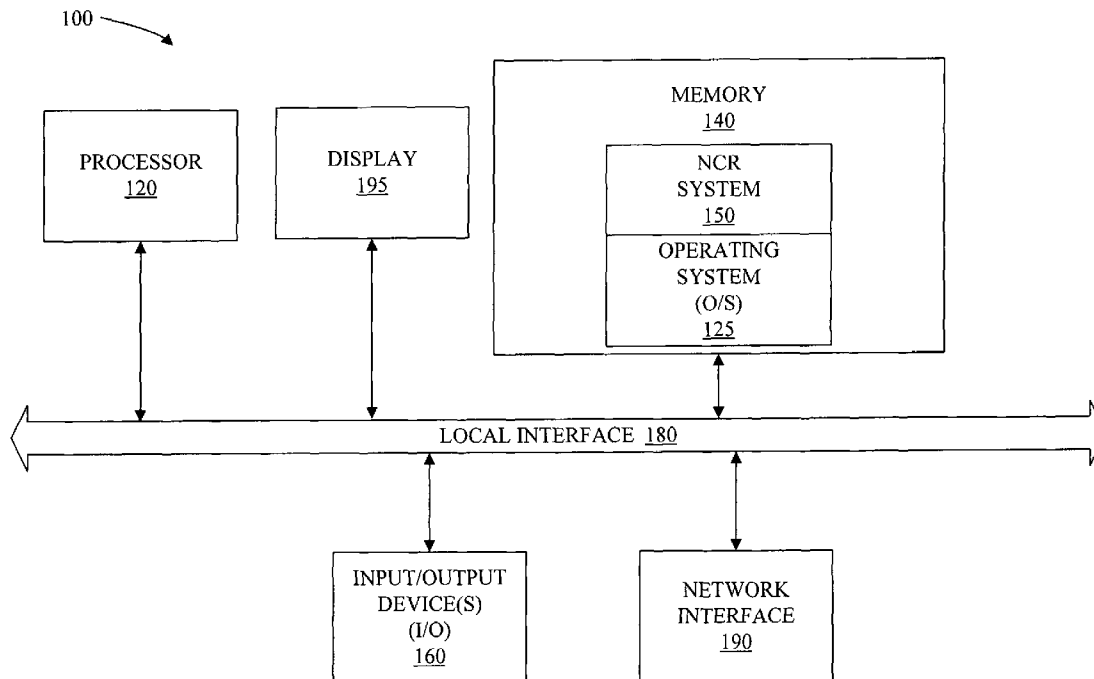 100
PROCESSOR
120
DISPLAY
195
MEMORY
140
NCR
SYSTEM
150
OPERATING
SYSTEM
(O/S)
125
LOCAL INTERFACE 180
INPUT/OUTPUT
DEVICE(S)
(I/O)
160
NETWORK
INTERFACE
190